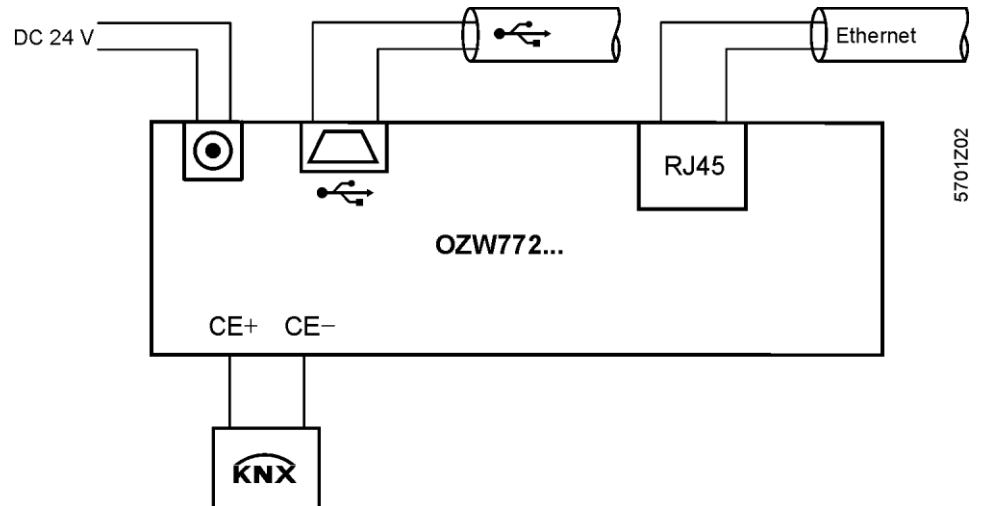 DC 24 V
Ethernet
RJ45
5701Z02
OZW772...
CE+ CE−
KNX